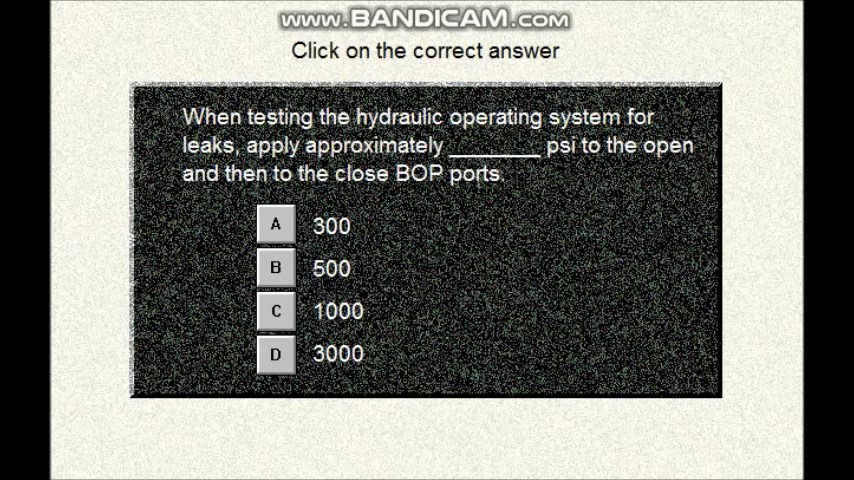 www.BANDICAM.com
Click on the correct answer
When testing the hydraulic operating system for
leaks, apply approximately ________ psi to the open
and then to the close BOP ports.
A 300
B 500
C 1000
D 3000